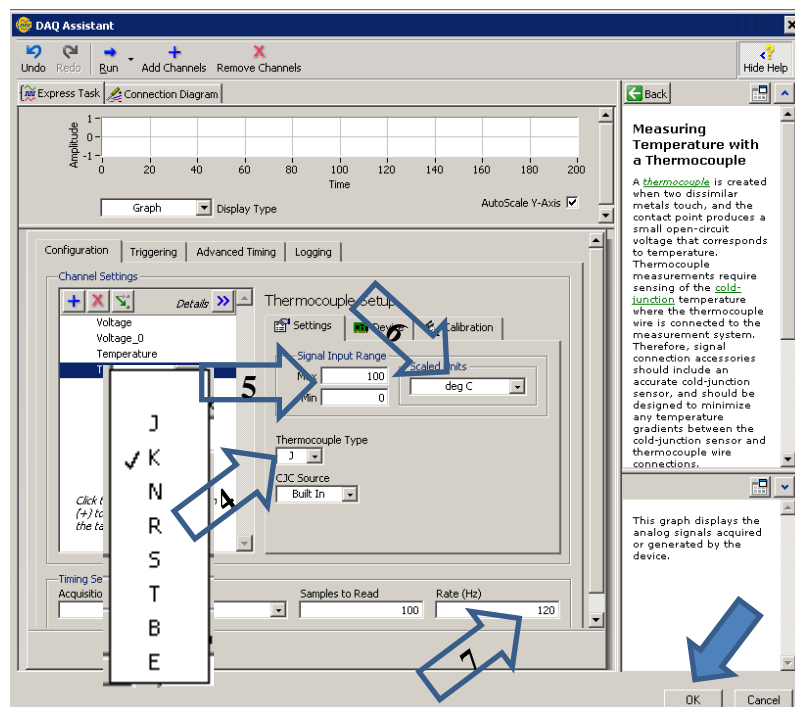 DAQ Assistant
Undo Redo Run Add Channels Remove Channels Hide Help
Express Task Connection Diagram
Back
Amplitude
1
0
-1
0 20 40 60 80 100 120 140 160 180 200
Time
Graph Display Type AutoScale Y-Axis
Configuration Triggering Advanced Timing Logging
Channel Settings
Details
Voltage
Voltage_0
Temperature
Thermocouple Setup
Settings Device Calibration
Signal Input Range
Max 100
Min 0
Scaled Units
deg C
Thermocouple Type
J
CJC Source
Built In
J
K
N
R
S
T
B
E
4
5
6
7
Click
(+) to
the ta
Timing Se
Acquisitio
Samples to Read
100
Rate (Hz)
120
Measuring
Temperature with
a Thermocouple
A thermocouple is created
when two dissimilar
metals touch, and the
contact point produces a
small open-circuit
voltage that corresponds
to temperature.
Thermocouple
measurements require
sensing of the cold-
junction temperature
where the thermocouple
wire is connected to the
measurement system.
Therefore, signal
connection accessories
should include an
accurate cold-junction
sensor, and should be
designed to minimize
any temperature
gradients between the
cold-junction sensor and
thermocouple wire
connections.
This graph displays the
analog signals acquired
or generated by the
device.
OK Cancel